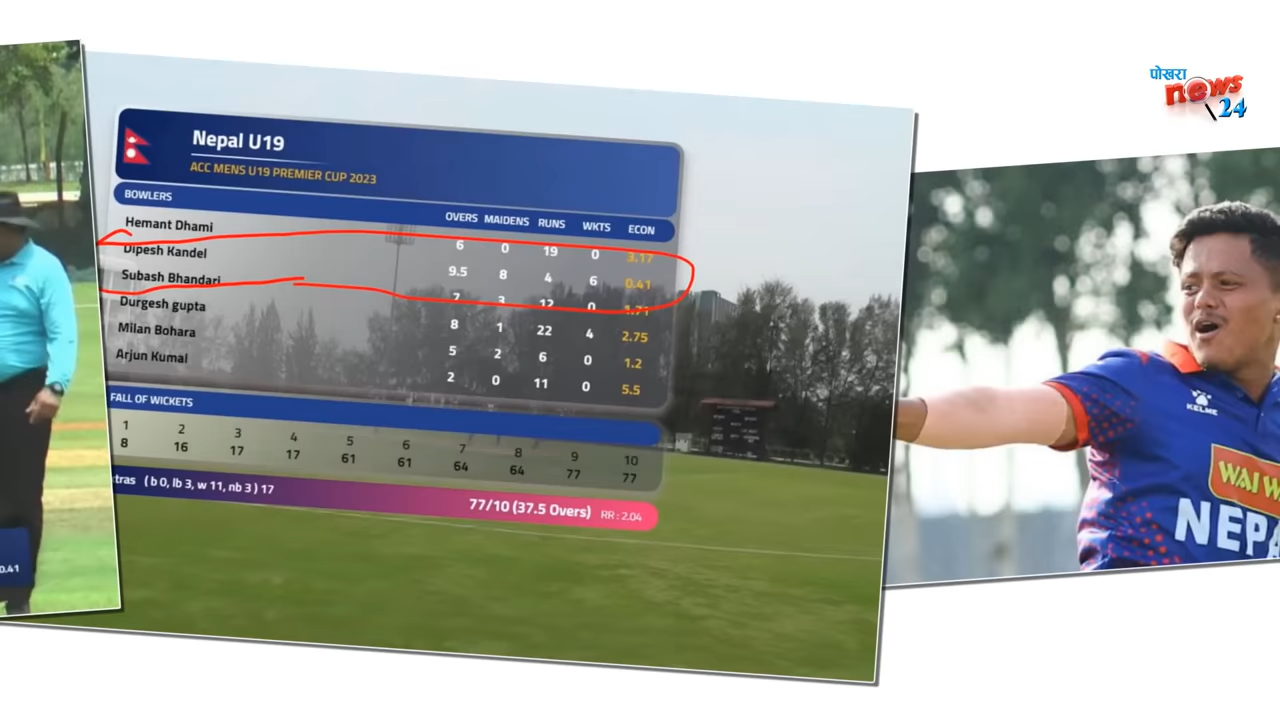 पोखरा
news
24
Nepal U19
ACC MENS U19 PREMIER CUP 2023
BOWLERS OVERS MAIDENS RUNS WKTS ECON
Hemant Dhami 6 0 19 0 3.17
Dipesh Kandel 9.5 8 4 6 0.41
Subash Bhandari 7 3 12 0 1.71
Durgesh gupta 8 1 22 4 2.75
Milan Bohara 5 2 6 0 1.2
Arjun Kumal 2 0 11 0 5.5
FALL OF WICKETS
1 2 3 4 5 6 7 8 9 10
8 16 17 17 61 61 64 64 77 77
tras ( b 0, lb 3, w 11, nb 3 ) 17
77/10 (37.5 Overs) RR : 2.04
0.41
KELME
WAI W
NEPA